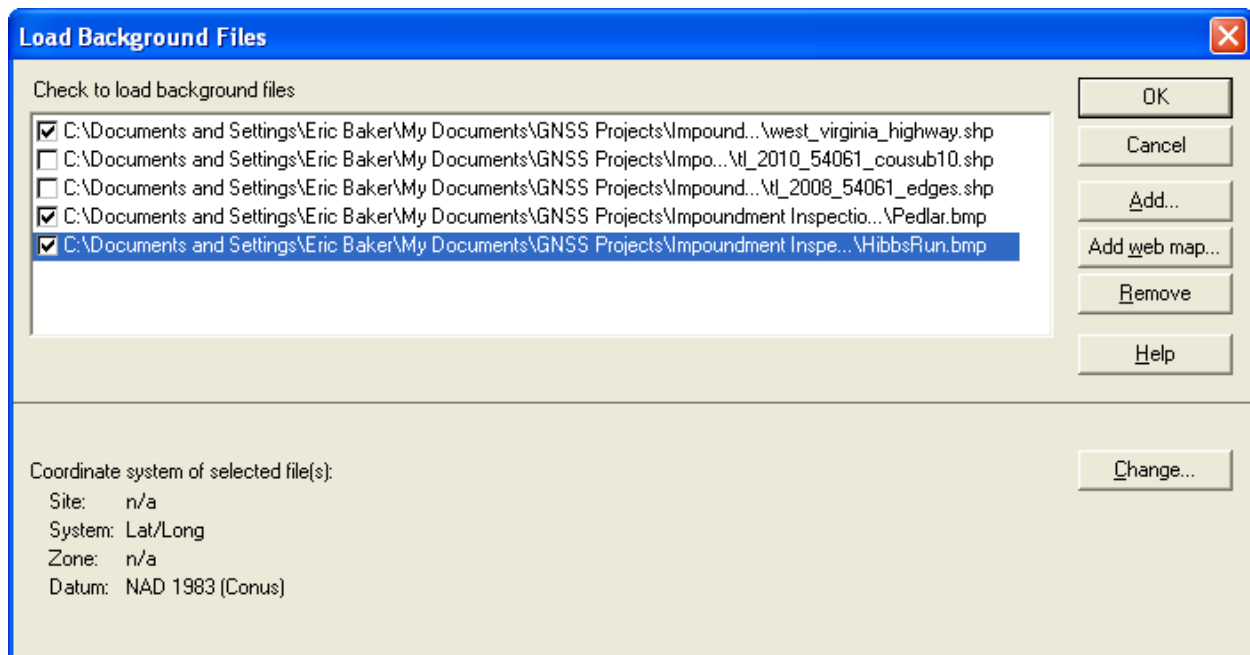 Load Background Files
Check to load background files
C:\Documents and Settings\Eric Baker\My Documents\GNSS Projects\Impound...\west_virginia_highway.shp
C:\Documents and Settings\Eric Baker\My Documents\GNSS Projects\Impo...\tl_2010_54061_cousub10.shp
C:\Documents and Settings\Eric Baker\My Documents\GNSS Projects\Impound...\tl_2008_54061_edges.shp
C:\Documents and Settings\Eric Baker\My Documents\GNSS Projects\Impoundment Inspectio...\Pedlar.bmp
C:\Documents and Settings\Eric Baker\My Documents\GNSS Projects\Impoundment Inspe...\HibbsRun.bmp
OK
Cancel
Add...
Add web map...
Remove
Help
Coordinate system of selected file(s):
Site: n/a
System: Lat/Long
Zone: n/a
Datum: NAD 1983 (Conus)
Change...